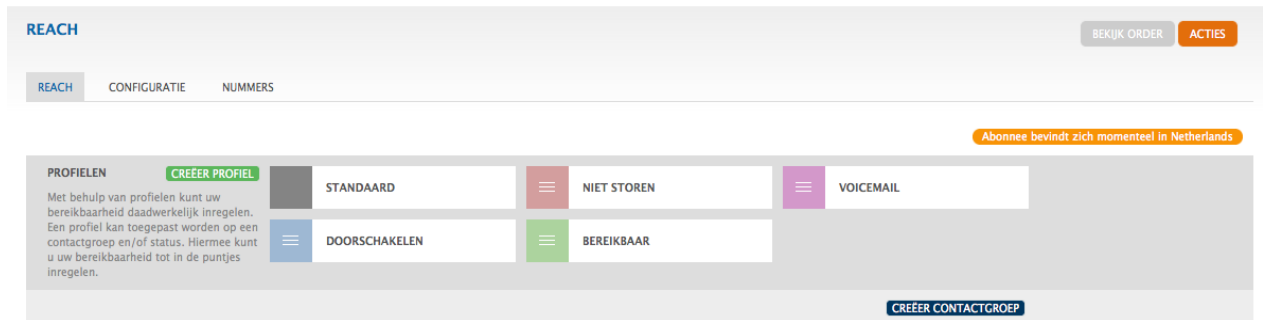 REACH
BEKIJK ORDER
ACTIES
REACH
CONFIGURATIE
NUMMERS
Abonnee bevindt zich momenteel in Netherlands
PROFIELEN
CREËER PROFIEL
Met behulp van profielen kunt uw
bereikbaarheid daadwerkelijk inregelen.
Een profiel kan toegepast worden op een
contactgroep en/of status. Hiermee kunt
u uw bereikbaarheid tot in de puntjes
inregelen.
STANDAARD
NIET STOREN
VOICEMAIL
DOORSCHAKELEN
BEREIKBAAR
CREËER CONTACTGROEP